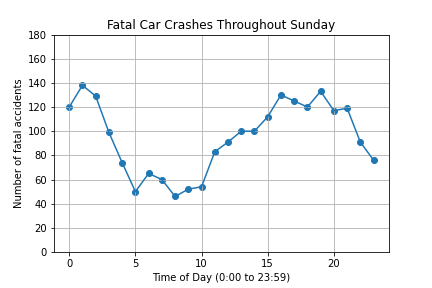 Fatal Car Crashes Throughout Sunday
Number of fatal accidents
180
160
140
120
100
80
60
40
20
0
0 5 10 15 20
Time of Day (0:00 to 23:59)